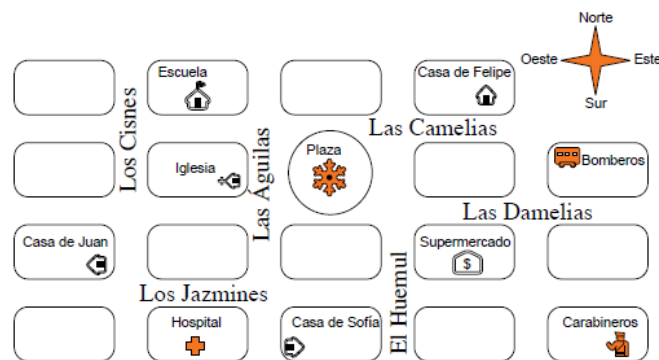 Norte
Oeste
Este
Sur
Escuela
Casa de Felipe
Las Camelias
Los Cisnes
Iglesia
Las Águilas
Plaza
Bomberos
Las Damelias
Casa de Juan
Supermercado
$
Los Jazmines
El Huemul
Hospital
Casa de Sofía
Carabineros